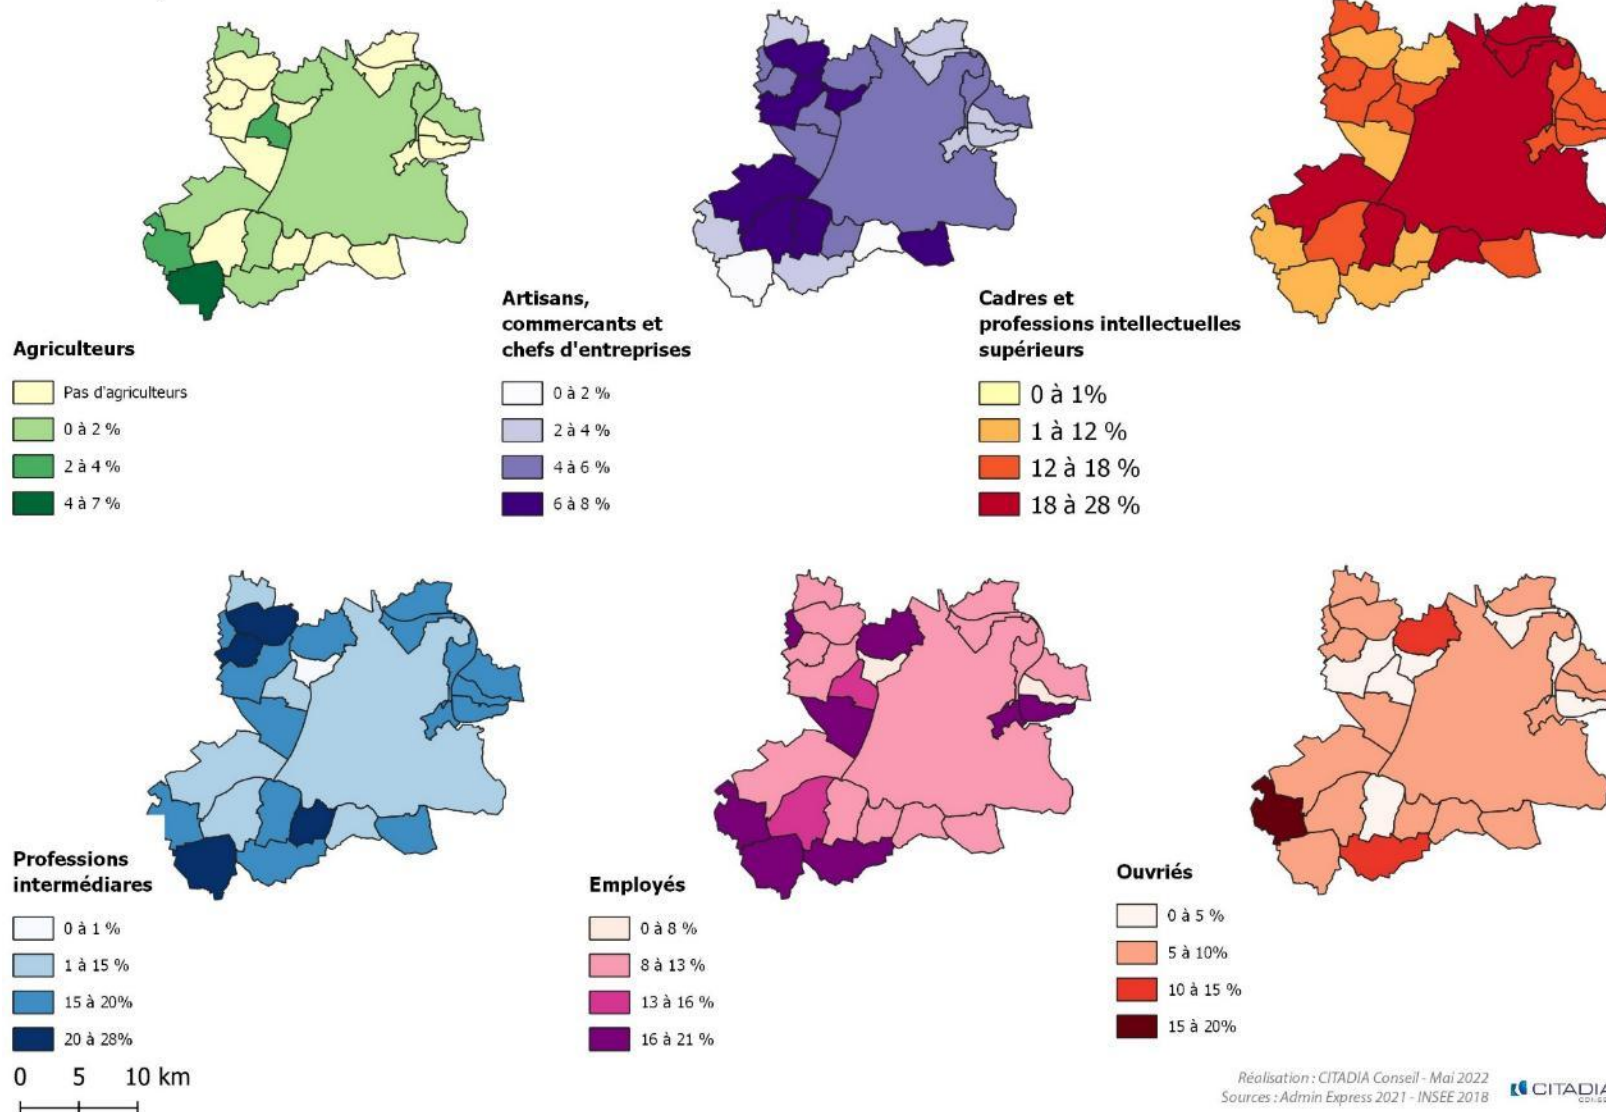 Agriculteurs
Pas d'agriculteurs
0 à 2 %
2 à 4 %
4 à 7 %
Artisans,
commercants et
chefs d'entreprises
0 à 2 %
2 à 4 %
4 à 6 %
6 à 8 %
Cadres et
professions intellectuelles
supérieurs
0 à 1%
1 à 12 %
12 à 18 %
18 à 28 %
Professions
intermédiares
0 à 1 %
1 à 15 %
15 à 20%
20 à 28%
0 5 10 km
Employés
0 à 8 %
8 à 13 %
13 à 16 %
16 à 21 %
Ouvriés
0 à 5 %
5 à 10%
10 à 15 %
15 à 20%
Réalisation : CITADIA Conseil - Mai 2022
Sources : Admin Express 2021 - INSEE 2018
CITADIA